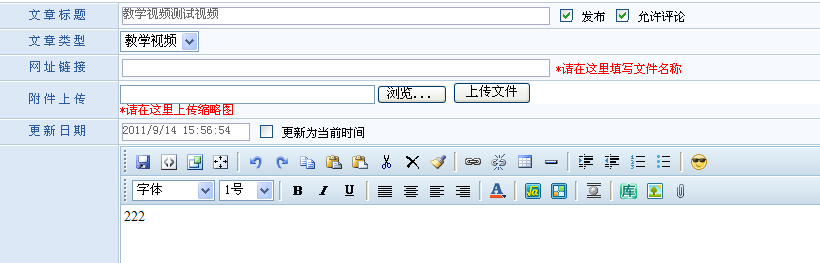 文章标题 教学视频测试视频 发布 允许评论
文章类型 教学视频
网址链接 *请在这里填写文件名称
附件上传 浏览... 上传文件
*请在这里上传缩略图
更新日期 2011/9/14 15:56:54 更新为当前时间
字体 1号 B I U A 库
222